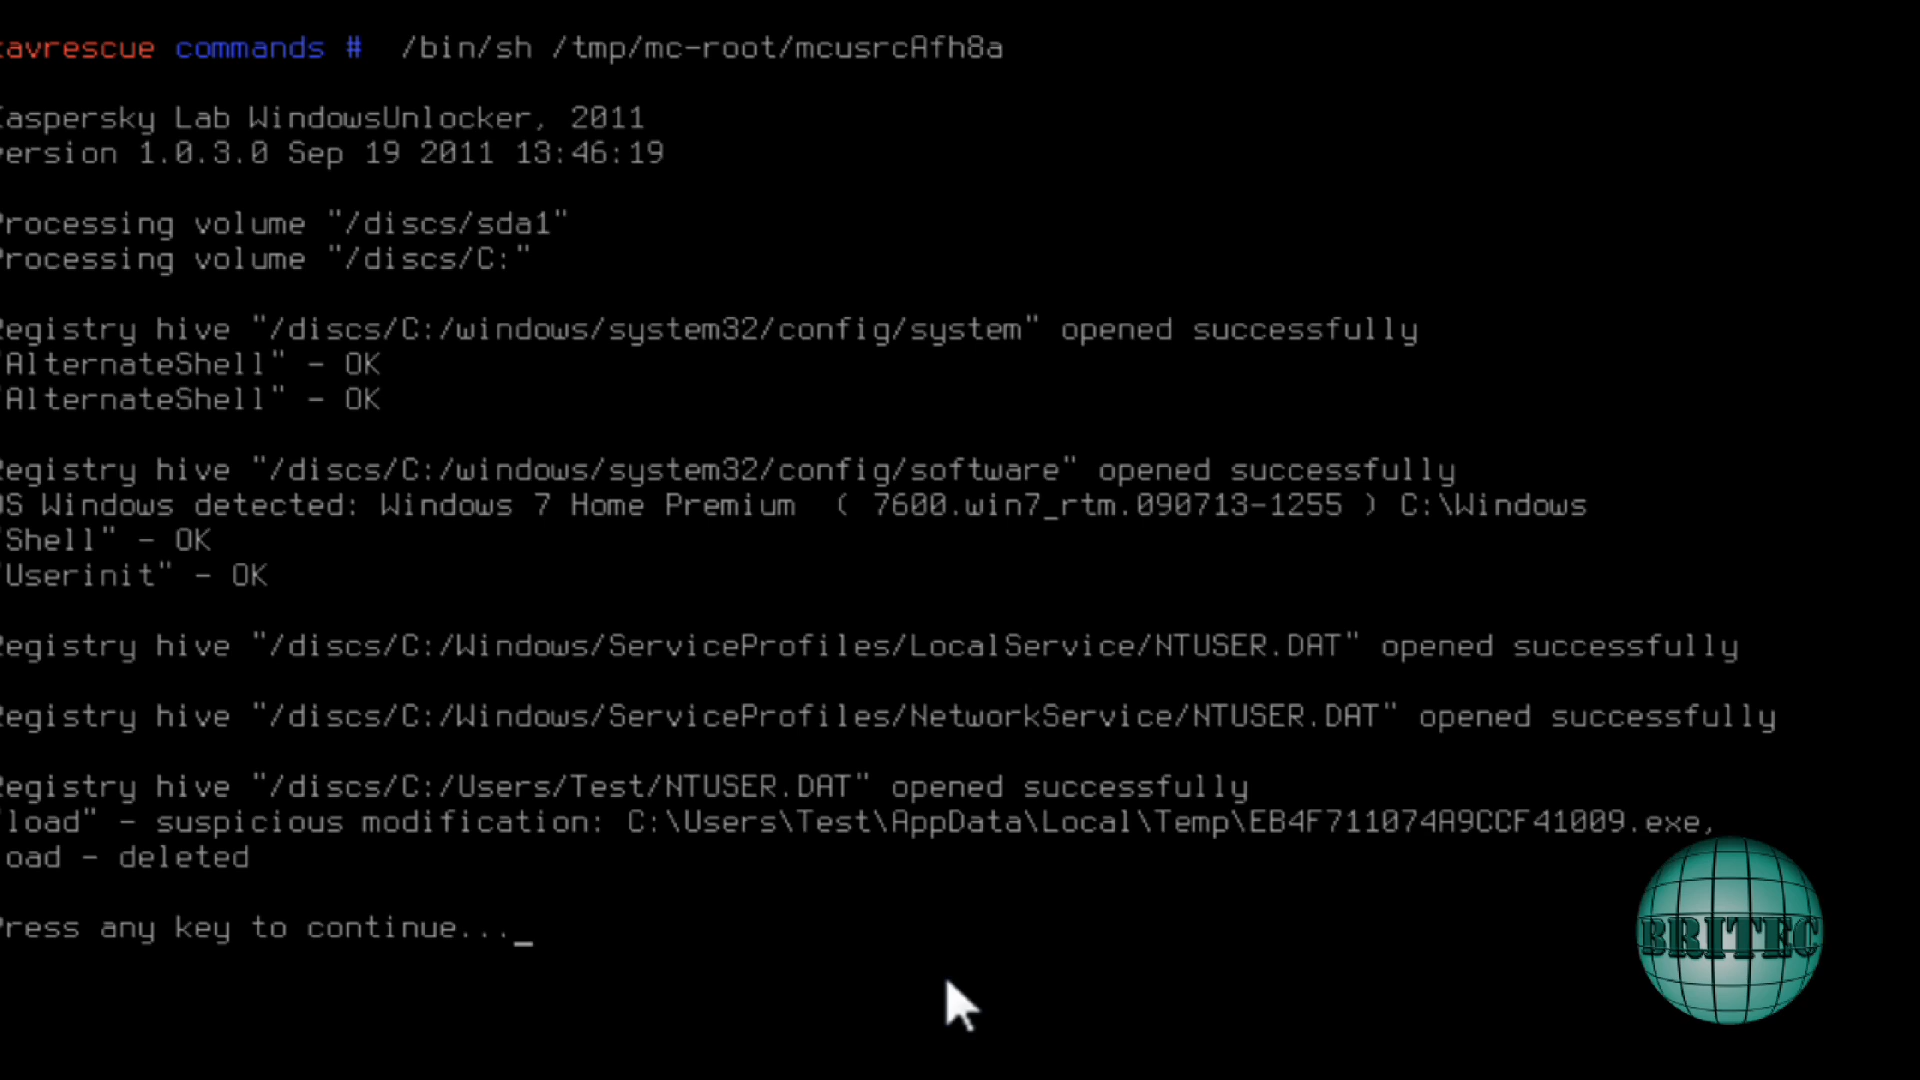 avrescue commands # /bin/sh /tmp/mc-root/mcusrcAfh8a
aspersky Lab WindowsUnlocker, 2011
ersion 1.0.3.0 Sep 19 2011 13:46:19
rocessing volume "/discs/sda1"
rocessing volume "/discs/C:"
egistry hive "/discs/C:/windows/system32/config/system" opened successfully
"AlternateShell" - OK
"AlternateShell" - OK
egistry hive "/discs/C:/windows/system32/config/software" opened successfully
OS Windows detected: Windows 7 Home Premium ( 7600.win7_rtm.090713-1255 ) C:\Windows
"Shell" - OK
"Userinit" - OK
egistry hive "/discs/C:/Windows/ServiceProfiles/LocalService/NTUSER.DAT" opened successfully
egistry hive "/discs/C:/Windows/ServiceProfiles/NetworkService/NTUSER.DAT" opened successfully
egistry hive "/discs/C:/Users/Test/NTUSER.DAT" opened successfully
"load" - suspicious modification: C:\Users\Test\AppData\Local\Temp\EB4F711074A9CCF41009.exe,
oad - deleted
ress any key to continue..._
BRITEC